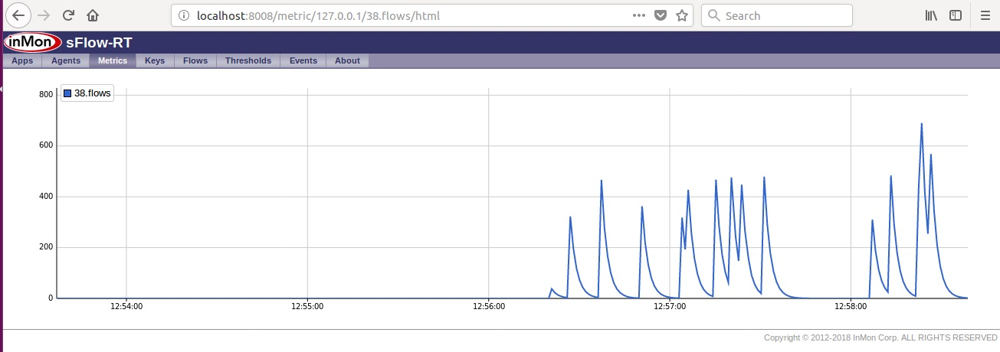 localhost:8008/metric/127.0.0.1/38.flows/html
Search
inMon sFlow-RT
Apps Agents Metrics Keys Flows Thresholds Events About
38.flows
800
600
400
200
0
12:54:00 12:55:00 12:56:00 12:57:00 12:58:00
Copyright © 2012-2018 InMon Corp. ALL RIGHTS RESERVED